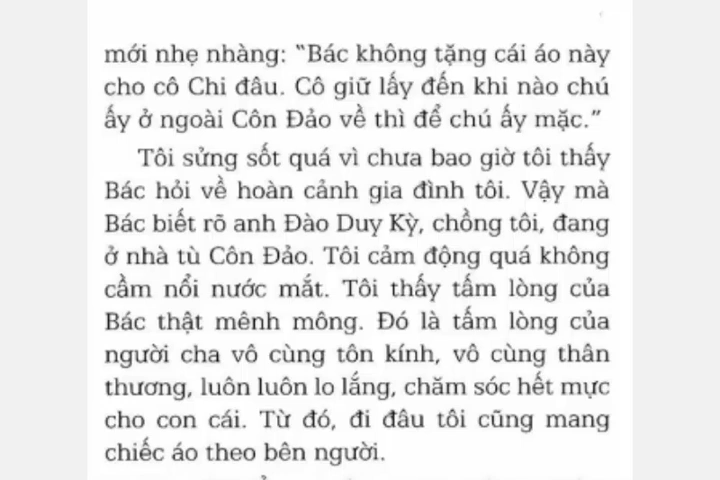 mới nhẹ nhàng: “Bác không tặng cái áo này
cho cô Chi đâu. Cô giữ lấy đến khi nào chú
ấy ở ngoài Côn Đảo về thì để chú ấy mặc.”
Tôi sửng sốt quá vì chưa bao giờ tôi thấy
Bác hỏi về hoàn cảnh gia đình tôi. Vậy mà
Bác biết rõ anh Đào Duy Kỳ, chồng tôi, đang
ở nhà tù Côn Đảo. Tôi cảm động quá không
cầm nổi nước mắt. Tôi thấy tấm lòng của
Bác thật mênh mông. Đó là tấm lòng của
người cha vô cùng tôn kính, vô cùng thân
thương, luôn luôn lo lắng, chăm sóc hết mực
cho con cái. Từ đó, đi đâu tôi cũng mang
chiếc áo theo bên người.